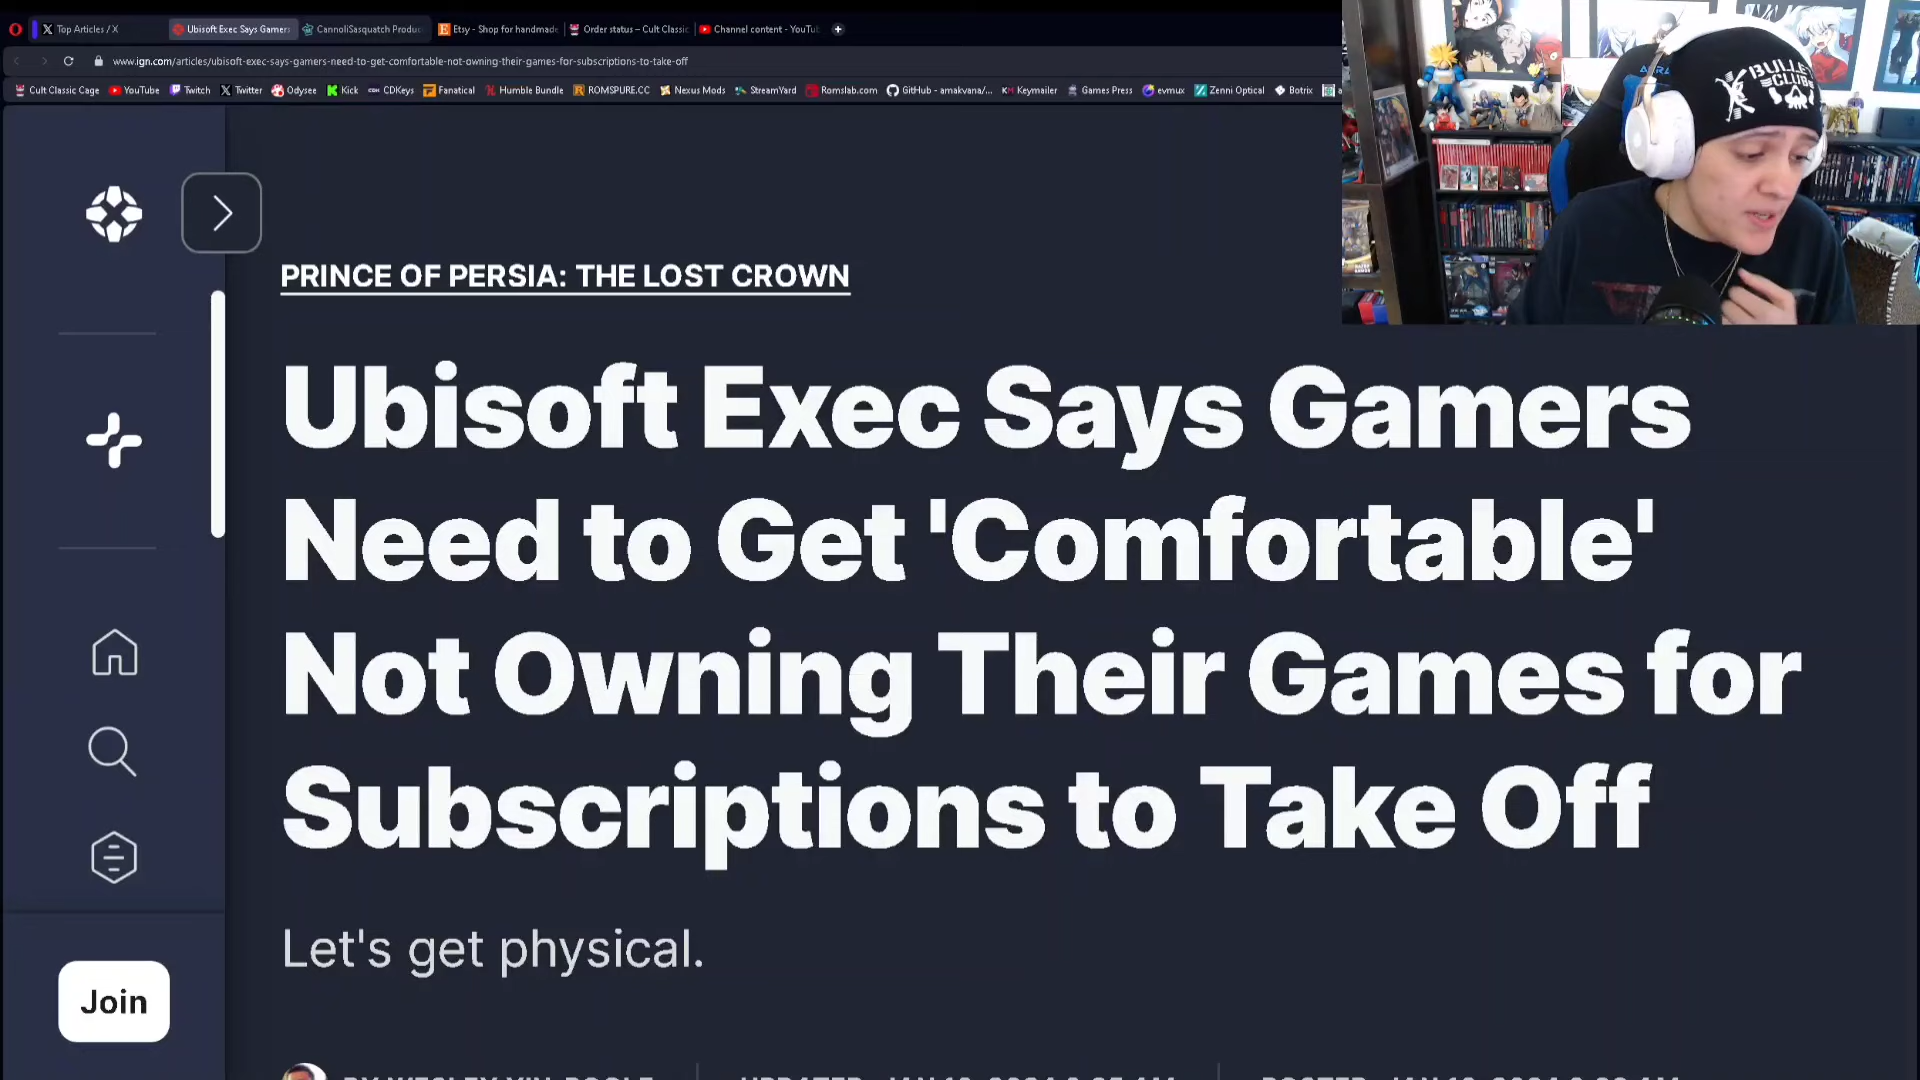 Top Articles / X
Ubisoft Exec Says Gamer
CannoliSasquatch Produc
Etsy - Shop for handmade
Order status – Cult Classic
Channel content - YouTu
www.ign.com/articles/ubisoft-exec-says-gamers-need-to-get-comfortable-not-owning-their-games-for-subscriptions-to-take-off
Cult Classic Cage
YouTube
Twitch
Twitter
Odysee
Kick
CDKeys
Fanatical
Humble Bundle
ROMSPURE.CC
Nexus Mods
StreamYard
Romslab.com
GitHub - amakvana/...
Keymailer
Games Press
evmux
Zenni Optical
Botrix
BULLET
CLUB
PRINCE OF PERSIA: THE LOST CROWN
Ubisoft Exec Says Gamers
Need to Get 'Comfortable'
Not Owning Their Games for
Subscriptions to Take Off
Let's get physical.
Join